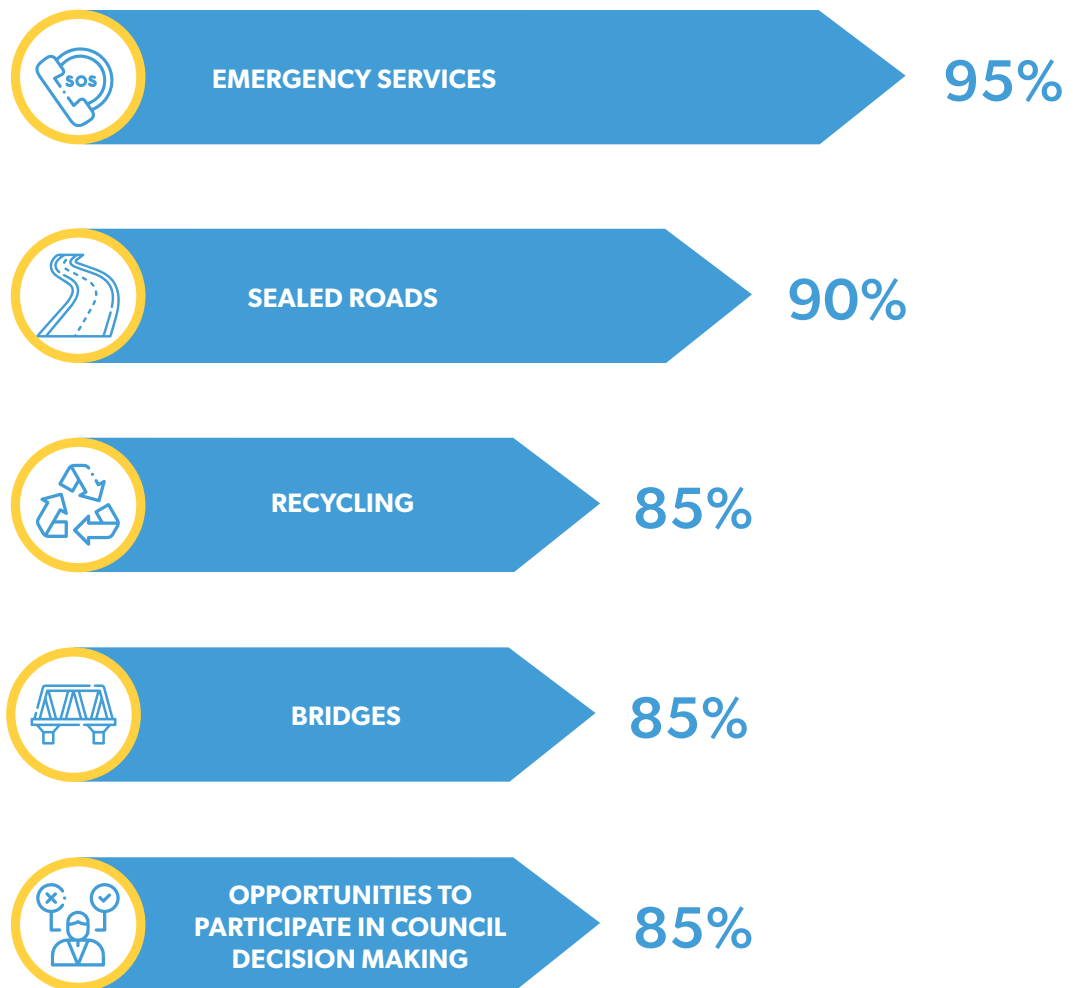 SOS
EMERGENCY SERVICES
95%
SEALED ROADS
90%
RECYCLING
85%
BRIDGES
85%
OPPORTUNITIES TO
PARTICIPATE IN COUNCIL
DECISION MAKING
85%